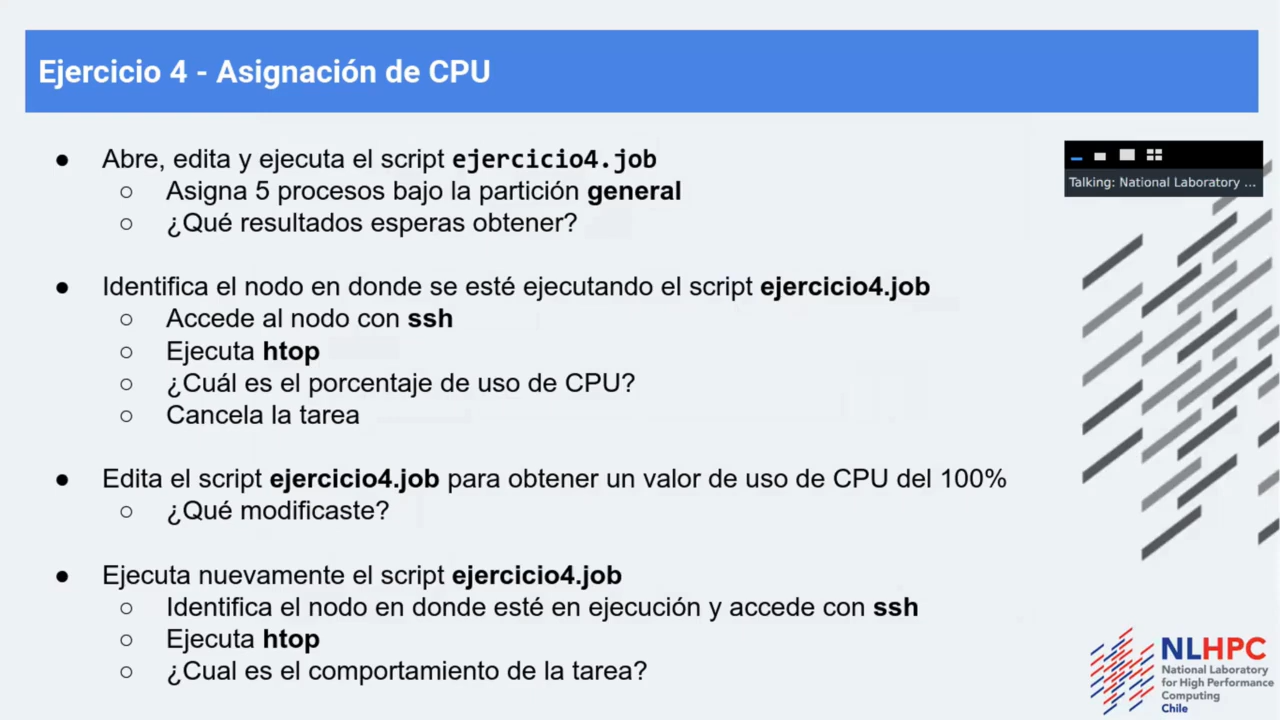 Ejercicio 4 - Asignación de CPU
● Abre, edita y ejecuta el script ejercicio4.job
○ Asigna 5 procesos bajo la partición general
○ ¿Qué resultados esperas obtener?
Talking: National Laboratory ...
● Identifica el nodo en donde se esté ejecutando el script ejercicio4.job
○ Accede al nodo con ssh
○ Ejecuta htop
○ ¿Cuál es el porcentaje de uso de CPU?
○ Cancela la tarea
● Edita el script ejercicio4.job para obtener un valor de uso de CPU del 100%
○ ¿Qué modificaste?
● Ejecuta nuevamente el script ejercicio4.job
○ Identifica el nodo en donde esté en ejecución y accede con ssh
○ Ejecuta htop
○ ¿Cual es el comportamiento de la tarea?
NLHPC
National Laboratory
for High Performance
Computing
Chile